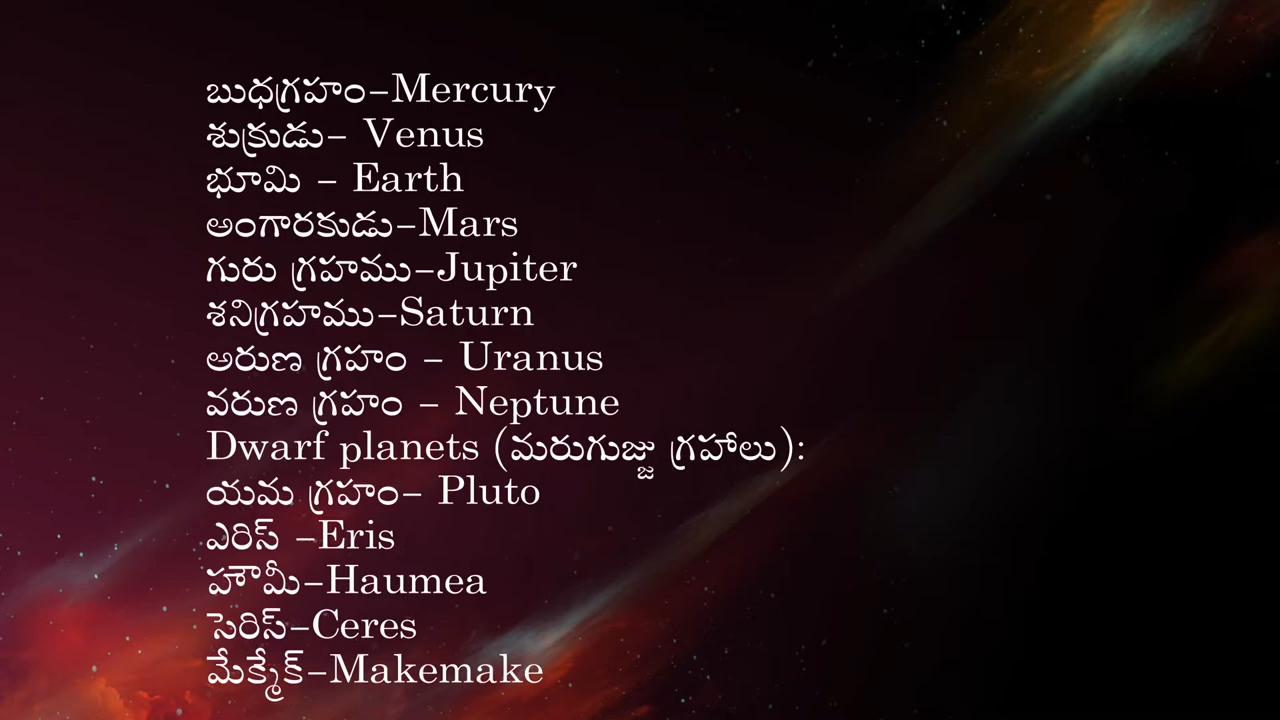 బుధగ్రహం–Mercury
శుక్రుడు– Venus
భూమి – Earth
అంగారకుడు–Mars
గురు గ్రహము–Jupiter
శనిగ్రహము–Saturn
అరుణ గ్రహం – Uranus
వరుణ గ్రహం – Neptune
Dwarf planets (మరుగుజ్జు గ్రహాలు):
యమ గ్రహం– Pluto
ఎరిస్ –Eris
హౌమీ–Haumea
సెరిస్–Ceres
మేక్మేక్–Makemake